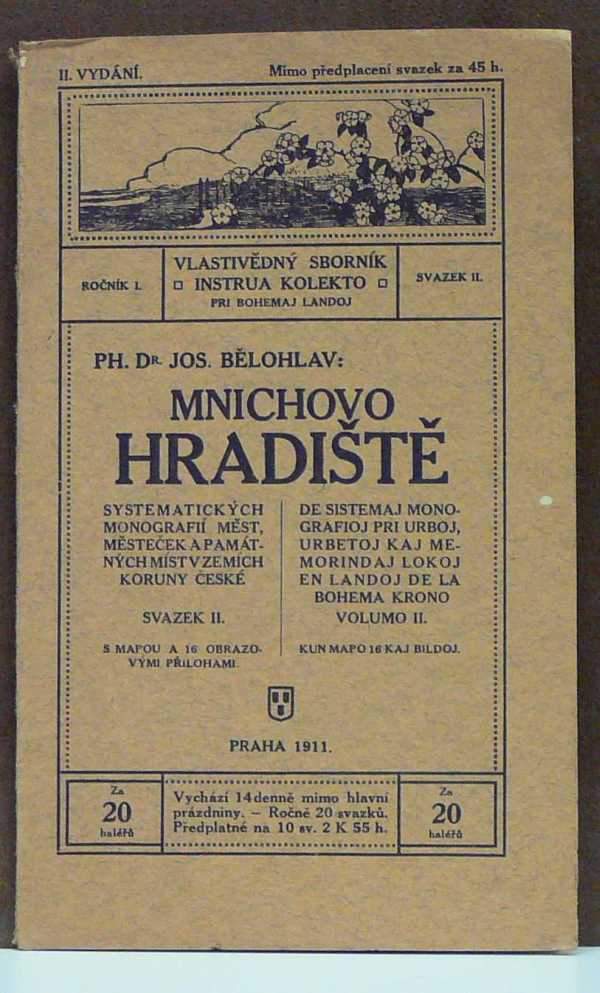 II. VYDÁNÍ.
Mimo předplacení svazek za 45 h.
ROČNÍK I.
VLASTIVĚDNÝ SBORNÍK
INSTRUA KOLEKTO
PRI BOHEMAJ LANDOJ
SVAZEK II.
PH. DR. JOS. BĚLOHLAV:
MNICHOVO
HRADIŠTĚ
SYSTEMATICKÝCH
MONOGRAFIÍ MĚST,
MĚSTEČEK A PAMÁT-
NÝCH MÍST V ZEMÍCH
KORUNY ČESKÉ
SVAZEK II.
S MAPOU A 16 OBRAZO-
VÝMI PŘÍLOHAMI.
DE SISTEMAJ MONO-
GRAFIOJ PRI URBOJ,
URBETOJ KAJ ME-
MORINDAJ LOKOJ
EN LANDOJ DE LA
BOHEMA KRONO
VOLUMO II.
KUN MAPO 16 KAJ BILDOJ.
PRAHA 1911.
Za
20
haléřů
Vychází 14denně mimo hlavní
prázdniny. — Ročně 20 svazků.
Předplatné na 10 sv. 2 K 55 h.
Za
20
haléřů